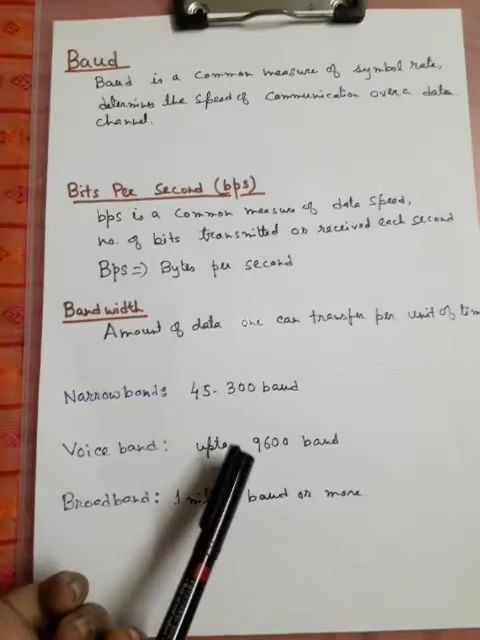 Baud
Baud is a common measure of symbol rate,
determines the speed of communication over a data
channel.
Bits Per Second (bps)
bps is a common measure of data speed,
no. of bits transmitted or received each second
Bps => Bytes per second
Bandwidth
Amount of data one can transfer per unit of tim
Narrowband: 45-300 baud
Voice band: upto 9600 baud
Broadband: 1 baud or more